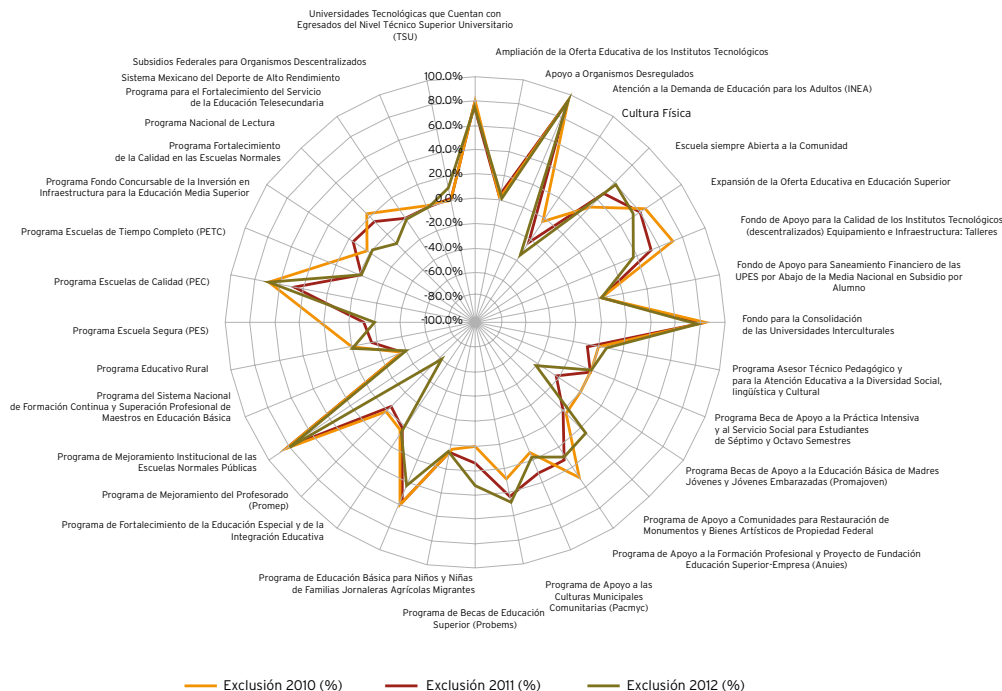 Universidades Tecnológicas que Cuentan con
Egresados del Nivel Técnico Superior Universitario
(TSU)
Ampliación de la Oferta Educativa de los Institutos Tecnológicos
Apoyo a Organismos Desregulados
Atención a la Demanda de Educación para los Adultos (INEA)
Cultura Física
Escuela siempre Abierta a la Comunidad
Expansión de la Oferta Educativa en Educación Superior
Fondo de Apoyo para la Calidad de los Institutos Tecnológicos
(descentralizados) Equipamiento e Infraestructura: Talleres
Fondo de Apoyo para Saneamiento Financiero de las
UPES por Abajo de la Media Nacional en Subsidio por
Alumno
Fondo para la Consolidación
de las Universidades Interculturales
Programa Asesor Técnico Pedagógico y
para la Atención Educativa a la Diversidad Social,
lingüística y Cultural
Programa Beca de Apoyo a la Práctica Intensiva
y al Servicio Social para Estudiantes
de Séptimo y Octavo Semestres
Programa Becas de Apoyo a la Educación Básica de Madres
Jóvenes y Jóvenes Embarazadas (Promajoven)
Programa de Apoyo a Comunidades para Restauración de
Monumentos y Bienes Artísticos de Propiedad Federal
Programa de Apoyo a la Formación Profesional y Proyecto de Fundación
Educación Superior-Empresa (Anuies)
Programa de Apoyo a las
Culturas Municipales
Comunitarias (Pacmyc)
Programa de Becas de Educación
Superior (Probems)
Programa de Educación Básica para Niños y Niñas
de Familias Jornaleras Agrícolas Migrantes
Programa de Fortalecimiento de la Educación Especial y de la
Integración Educativa
Programa de Mejoramiento del Profesorado
(Promep)
Programa de Mejoramiento Institucional de las
Escuelas Normales Públicas
Programa del Sistema Nacional
de Formación Continua y Superación Profesional de
Maestros en Educación Básica
Programa Educativo Rural
Programa Escuela Segura (PES)
Programa Escuelas de Calidad (PEC)
Programa Escuelas de Tiempo Completo (PETC)
Programa Fondo Concursable de la Inversión en
Infraestructura para la Educación Media Superior
Programa Fortalecimiento
de la Calidad en las Escuelas Normales
Programa Nacional de Lectura
Programa para el Fortalecimiento del Servicio
de la Educación Telesecundaria
Sistema Mexicano del Deporte de Alto Rendimiento
Subsidios Federales para Organismos Descentralizados
100.0%
80.0%
60.0%
40.0%
20.0%
0.0%
-20.0%
-40.0%
-60.0%
-80.0%
-100.0%
Exclusión 2010 (%)
Exclusión 2011 (%)
Exclusión 2012 (%)